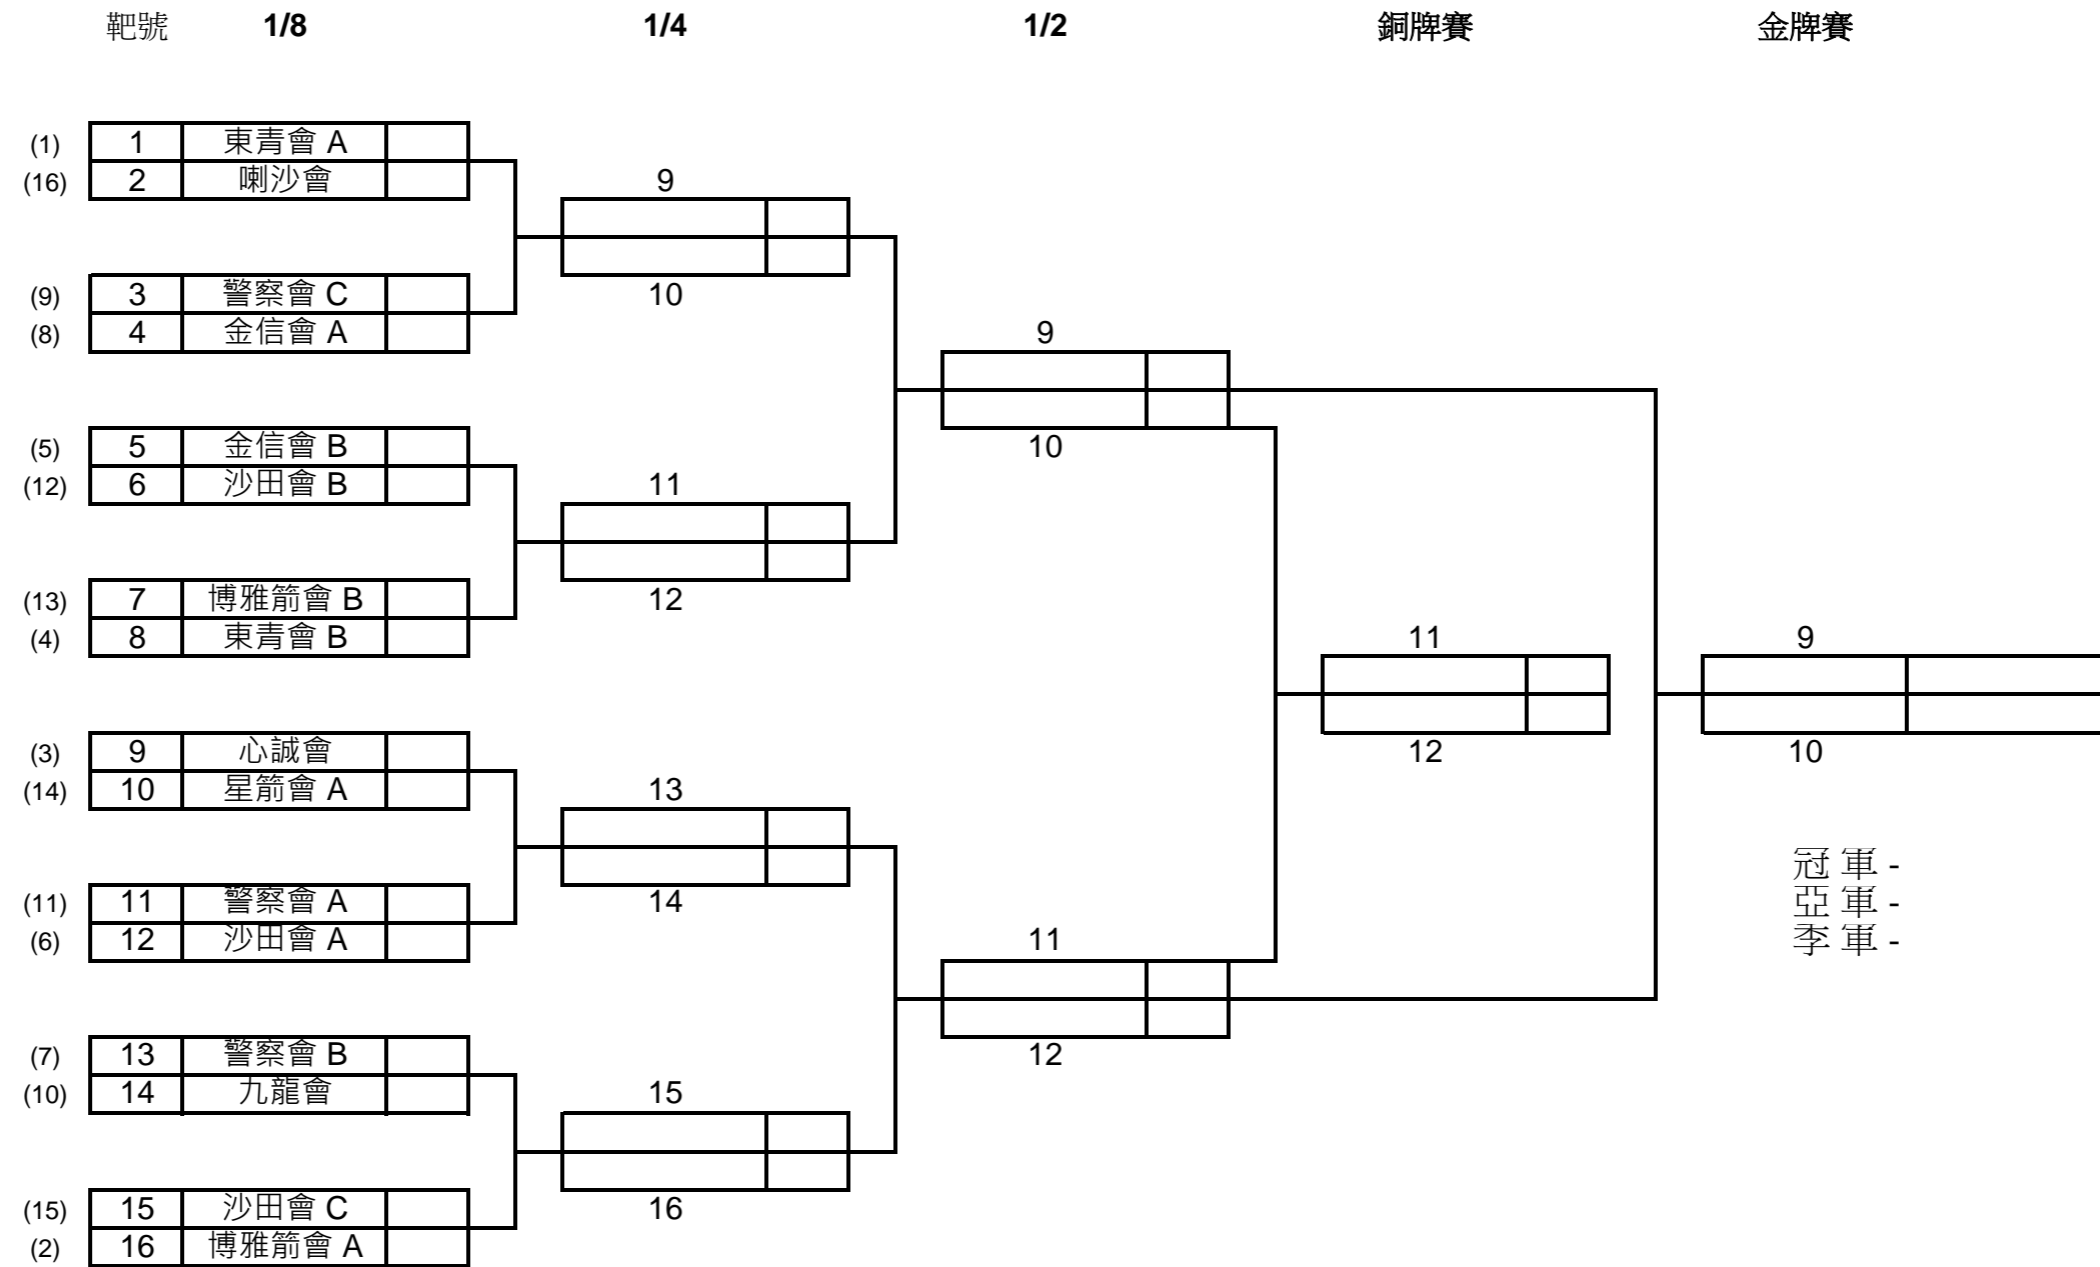 靶號 1/8 1/4 1/2 銅牌賽 金牌賽
(1) 1 東青會 A
(16) 2 喇沙會 9
(9) 3 警察會 C 10
(8) 4 金信會 A 9
(5) 5 金信會 B 10
(12) 6 沙田會 B 11
(13) 7 博雅箭會 B 12
(4) 8 東青會 B 11 9
(3) 9 心誠會 12 10
(14) 10 星箭會 A 13
冠 軍 -
(11) 11 警察會 A 14 亞 軍 -
(6) 12 沙田會 A 11 季 軍 -
(7) 13 警察會 B 12
(10) 14 九龍會 15
(15) 15 沙田會 C 16
(2) 16 博雅箭會 A